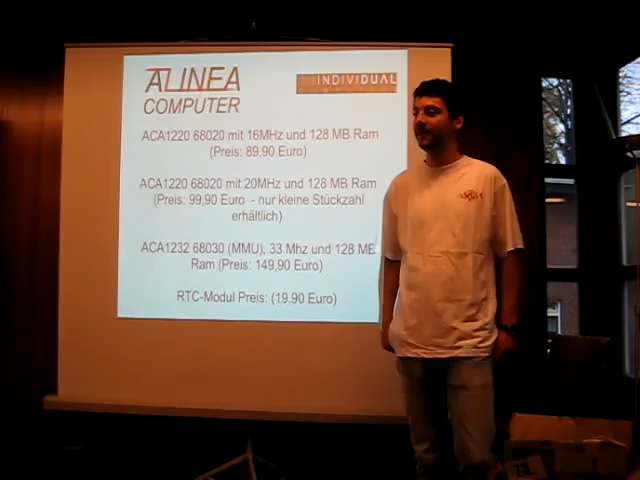 ALINEA
COMPUTER
INDIVIDUAL
ACA1220 68020 mit 16MHz und 128 MB Ram
(Preis: 89,90 Euro)
ACA1220 68020 mit 20MHz und 128 MB Ram
(Preis: 99,90 Euro - nur kleine Stückzahl
erhältlich)
ACA1232 68030 (MMU), 33 Mhz und 128 MB
Ram (Preis: 149,90 Euro)
RTC-Modul Preis: (19,90 Euro)